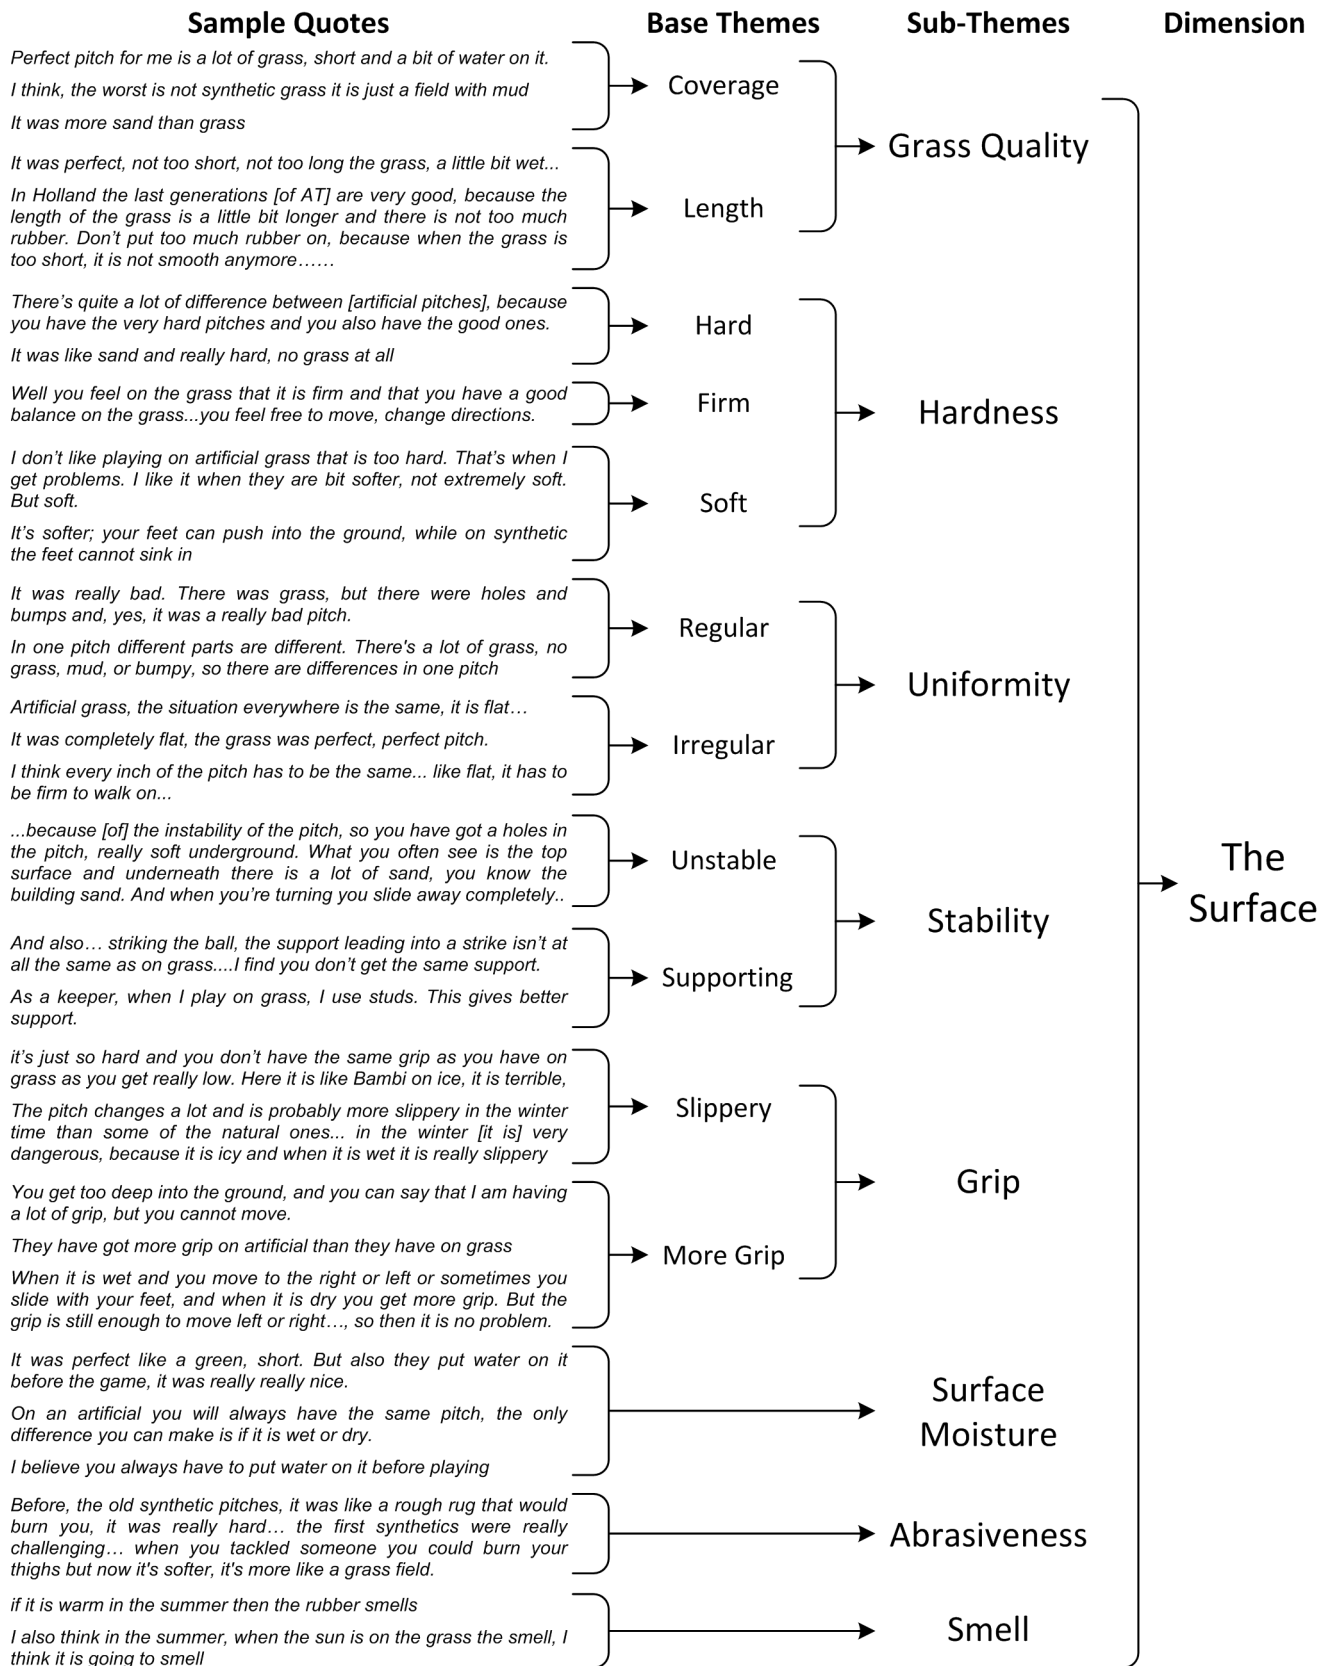 Sample Quotes
Base Themes
Sub-Themes
Dimension
Perfect pitch for me is a lot of grass, short and a bit of water on it.
I think, the worst is not synthetic grass it is just a field with mud
It was more sand than grass
Coverage
It was perfect, not too short, not too long the grass, a little bit wet...
In Holland the last generations [of AT] are very good, because the
length of the grass is a little bit longer and there is not too much
rubber. Don't put too much rubber on, because when the grass is
too short, it is not smooth anymore……
Length
Grass Quality
There's quite a lot of difference between [artificial pitches], because
you have the very hard pitches and you also have the good ones.
It was like sand and really hard, no grass at all
Hard
Well you feel on the grass that it is firm and that you have a good
balance on the grass...you feel free to move, change directions.
Firm
I don't like playing on artificial grass that is too hard. That's when I
get problems. I like it when they are bit softer, not extremely soft.
But soft.
It's softer; your feet can push into the ground, while on synthetic
the feet cannot sink in
Soft
Hardness
It was really bad. There was grass, but there were holes and
bumps and, yes, it was a really bad pitch.
In one pitch different parts are different. There's a lot of grass, no
grass, mud, or bumpy, so there are differences in one pitch
Regular
Artificial grass, the situation everywhere is the same, it is flat…
It was completely flat, the grass was perfect, perfect pitch.
I think every inch of the pitch has to be the same... like flat, it has to
be firm to walk on...
Irregular
Uniformity
...because [of] the instability of the pitch, so you have got a holes in
the pitch, really soft underground. What you often see is the top
surface and underneath there is a lot of sand, you know the
building sand. And when you're turning you slide away completely..
Unstable
And also… striking the ball, the support leading into a strike isn't at
all the same as on grass....I find you don't get the same support.
As a keeper, when I play on grass, I use studs. This gives better
support.
Supporting
Stability
it's just so hard and you don't have the same grip as you have on
grass as you get really low. Here it is like Bambi on ice, it is terrible,
The pitch changes a lot and is probably more slippery in the winter
time than some of the natural ones... in the winter [it is] very
dangerous, because it is icy and when it is wet it is really slippery
Slippery
You get too deep into the ground, and you can say that I am having
a lot of grip, but you cannot move.
They have got more grip on artificial than they have on grass
When it is wet and you move to the right or left or sometimes you
slide with your feet, and when it is dry you get more grip. But the
grip is still enough to move left or right…, so then it is no problem.
More Grip
Grip
It was perfect like a green, short. But also they put water on it
before the game, it was really really nice.
On an artificial you will always have the same pitch, the only
difference you can make is if it is wet or dry.
I believe you always have to put water on it before playing
Surface
Moisture
Before, the old synthetic pitches, it was like a rough rug that would
burn you, it was really hard… the first synthetics were really
challenging… when you tackled someone you could burn your
thighs but now it's softer, it's more like a grass field.
Abrasiveness
if it is warm in the summer then the rubber smells
I also think in the summer, when the sun is on the grass the smell, I
think it is going to smell
Smell
The
Surface